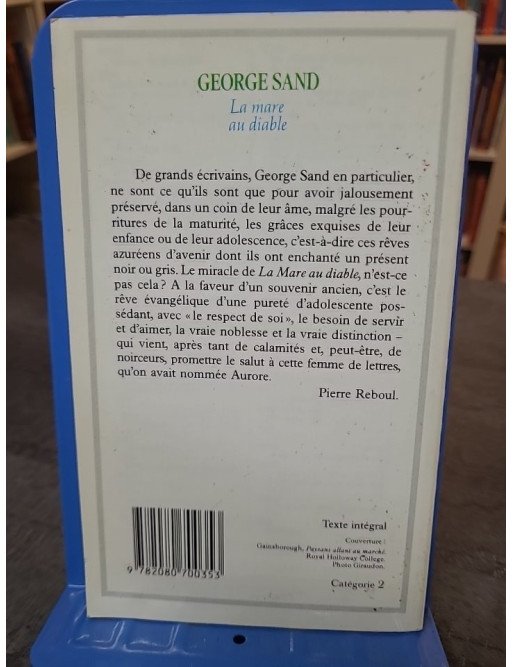 GEORGE SAND
La mare
au diable
De grands écrivains, George Sand en particulier,
ne sont ce qu'ils sont que pour avoir jalousement
préservé, dans un coin de leur âme, malgré les pour-
ritures de la maturité, les grâces exquises de leur
enfance ou de leur adolescence, c'est-à-dire ces rêves
azuréens d'avenir dont ils ont enchanté un présent
noir ou gris. Le miracle de La Mare au diable, n'est-ce
pas cela ? A la faveur d'un souvenir ancien, c'est le
rêve évangélique d'une pureté d'adolescente pos-
sédant, avec « le respect de soi », le besoin de servir
et d'aimer, la vraie noblesse et la vraie distinction –
qui vient, après tant de calamités et, peut-être, de
noirceurs, promettre le salut à cette femme de lettres,
qu'on avait nommée Aurore.
Pierre Reboul.
Texte intégral
Couverture :
Gainsborough, Paysans allant au marché.
Royal Holloway College.
Photo Giraudon.
9 782080 700353
Catégorie 2